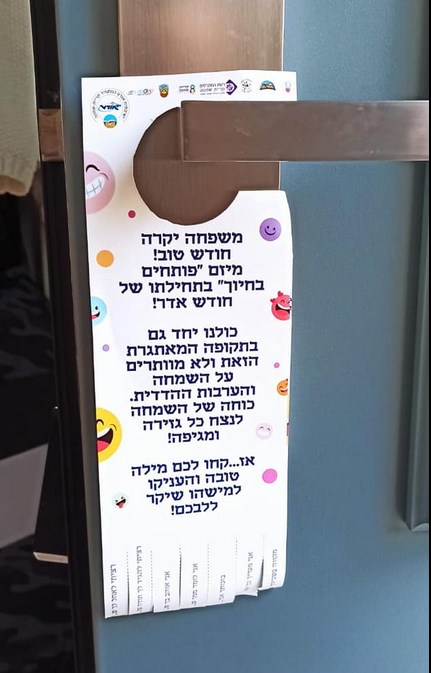 משפחה יקרה
חודש טוב!
מיזם "פותחים
בחיוך" בתחילתו של
חודש אדר!
כולנו יחד גם
בתקופה המאתגרת
הזאת ולא מוותרים
על השמחה
והערבות ההדדית.
כוחה של השמחה
לנצח כל גזירה
ומגיפה!
אז...קחו לכם מילה
טובה והעניקו
למישהו שיקר
ללבכם!